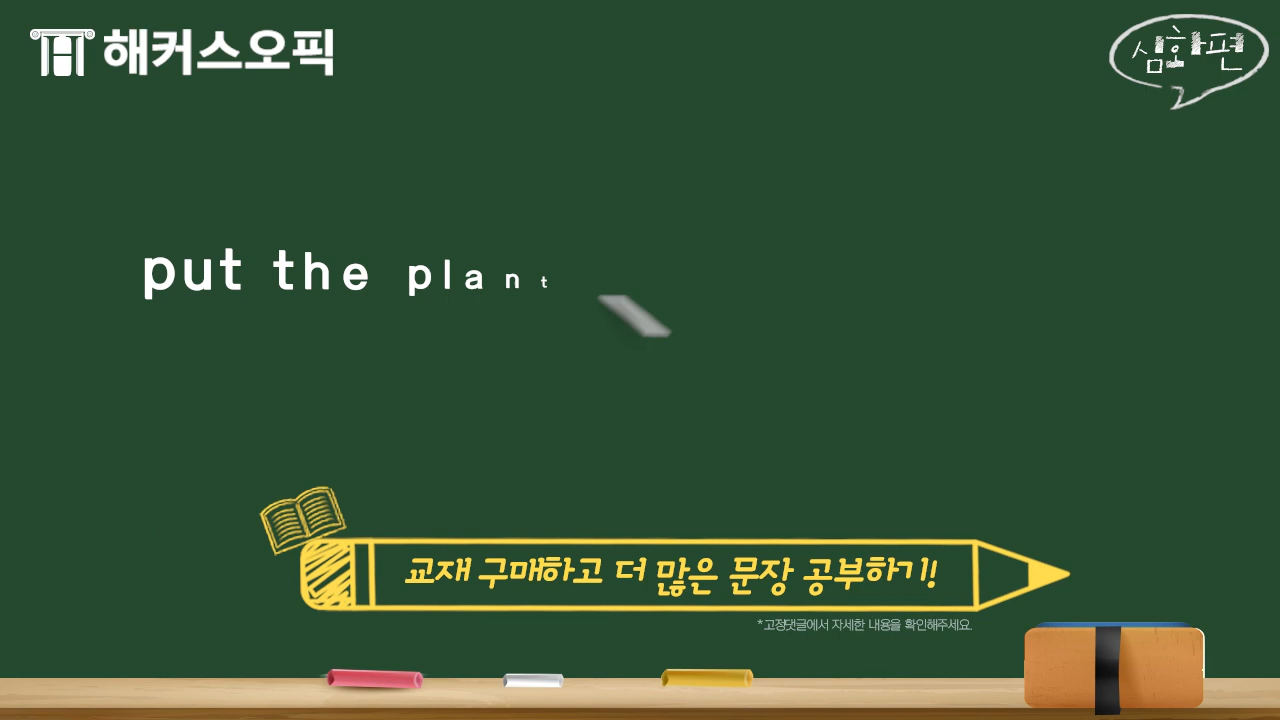 해커스오픽
심화편
put the plant
교재 구매하고 더 많은 문장 공부하기!
*고정댓글에서 자세한 내용을 확인해주세요.